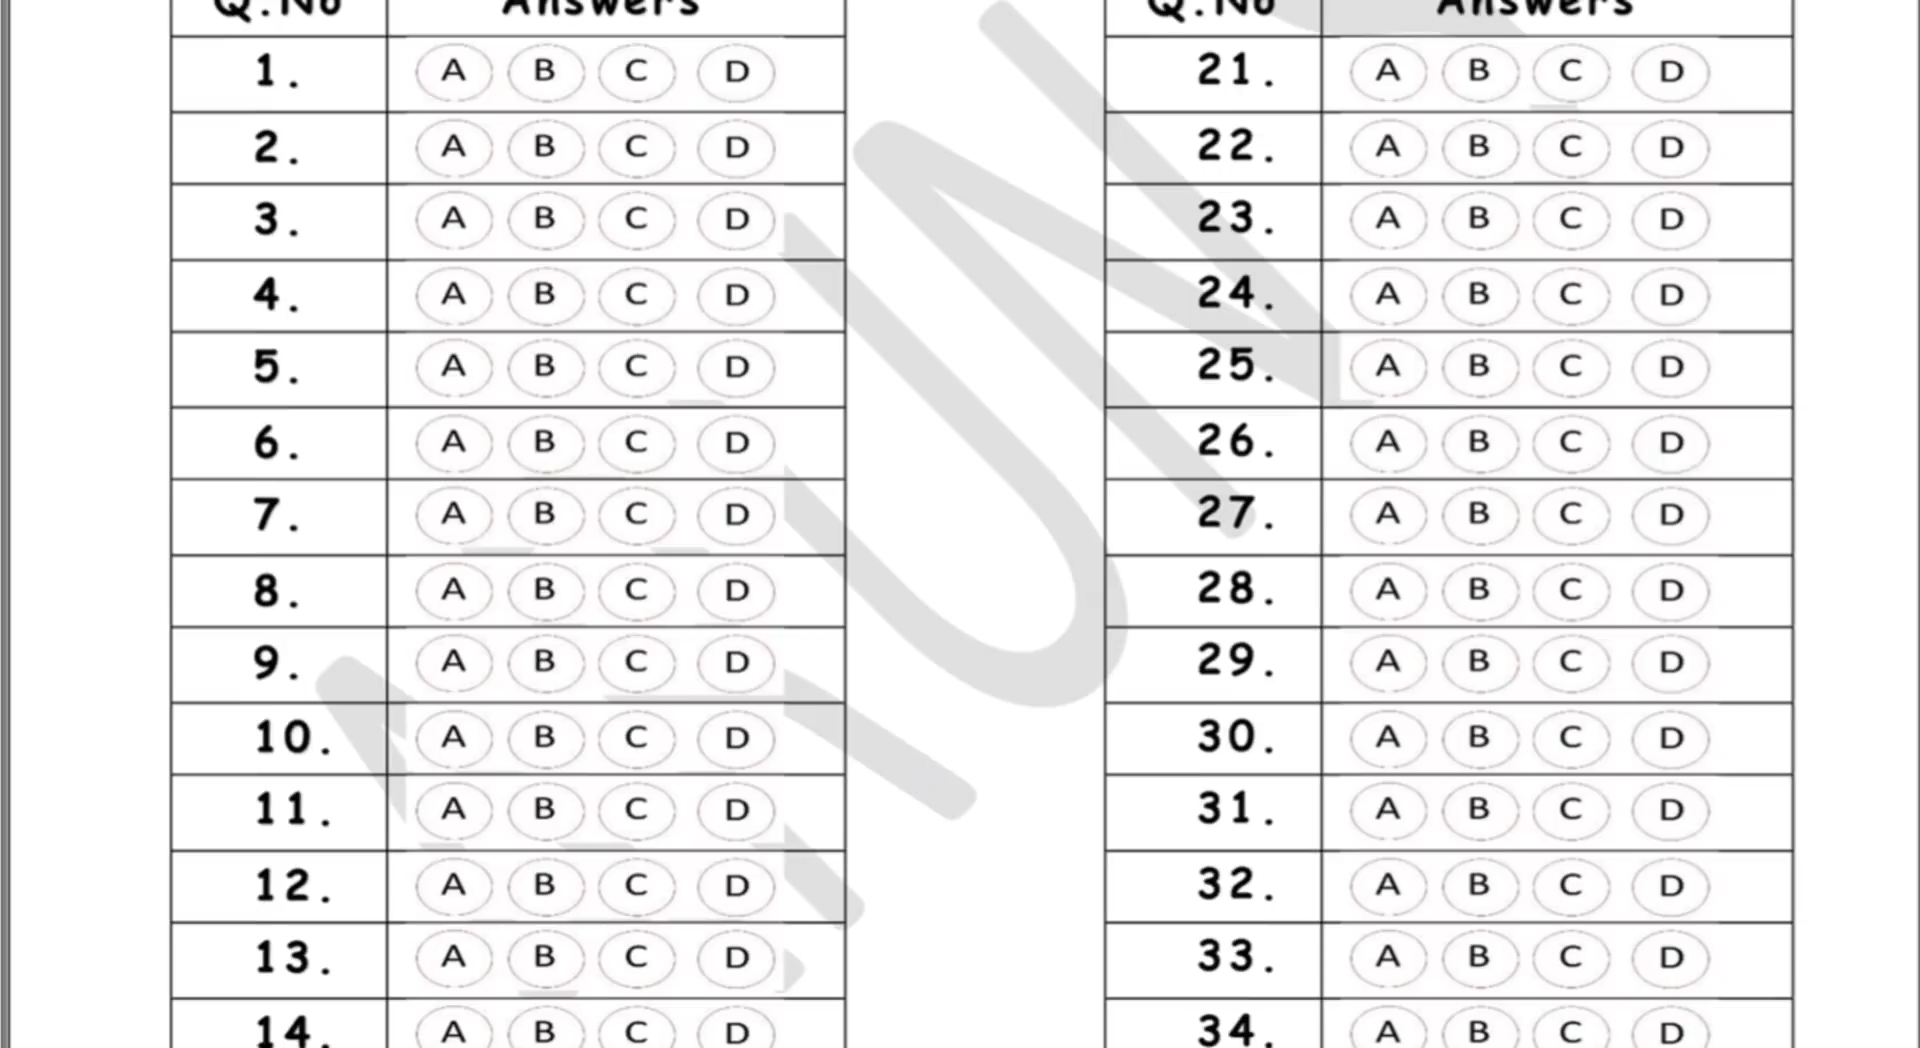 Q.No Answers
1. A B C D
2. A B C D
3. A B C D
4. A B C D
5. A B C D
6. A B C D
7. A B C D
8. A B C D
9. A B C D
10. A B C D
11. A B C D
12. A B C D
13. A B C D
14. A B C D
Q.No Answers
21. A B C D
22. A B C D
23. A B C D
24. A B C D
25. A B C D
26. A B C D
27. A B C D
28. A B C D
29. A B C D
30. A B C D
31. A B C D
32. A B C D
33. A B C D
34. A B C D